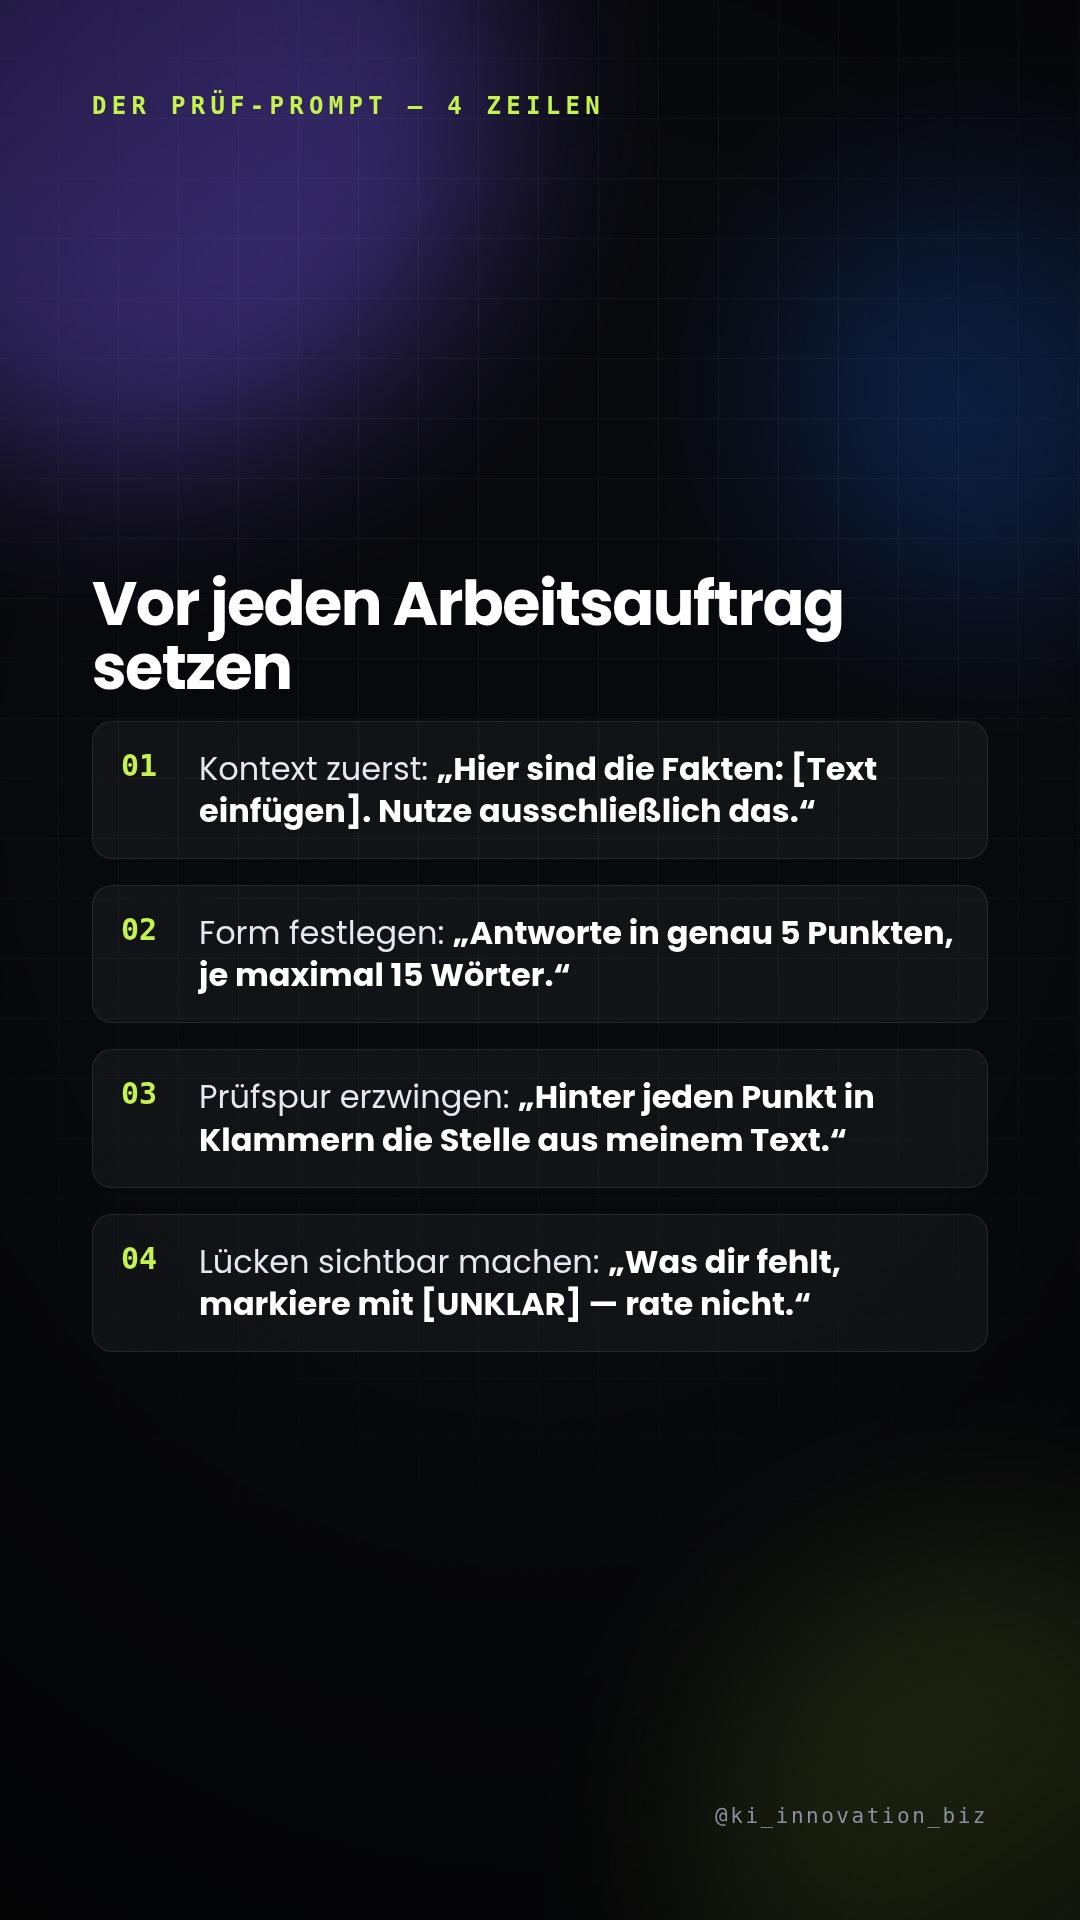 DER PRÜF-PROMPT — 4 ZEILEN
Vor jeden Arbeitsauftrag
setzen
01 Kontext zuerst: „Hier sind die Fakten: [Text
einfügen]. Nutze ausschließlich das.“
02 Form festlegen: „Antworte in genau 5 Punkten,
je maximal 15 Wörter.“
03 Prüfspur erzwingen: „Hinter jeden Punkt in
Klammern die Stelle aus meinem Text.“
04 Lücken sichtbar machen: „Was dir fehlt,
markiere mit [UNKLAR] — rate nicht.“
@ki_innovation_biz